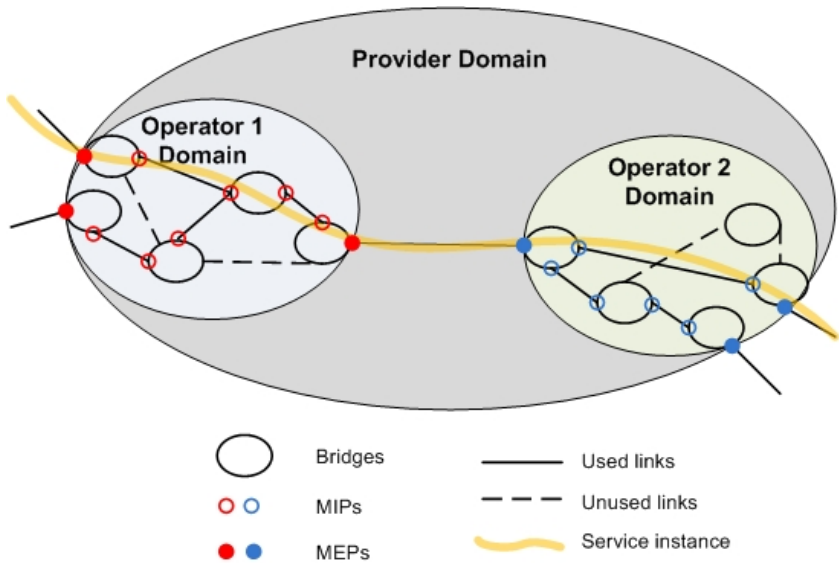 Provider Domain
Operator 1
Domain
Operator 2
Domain
Bridges
Used links
MIPs
Unused links
MEPs
Service instance